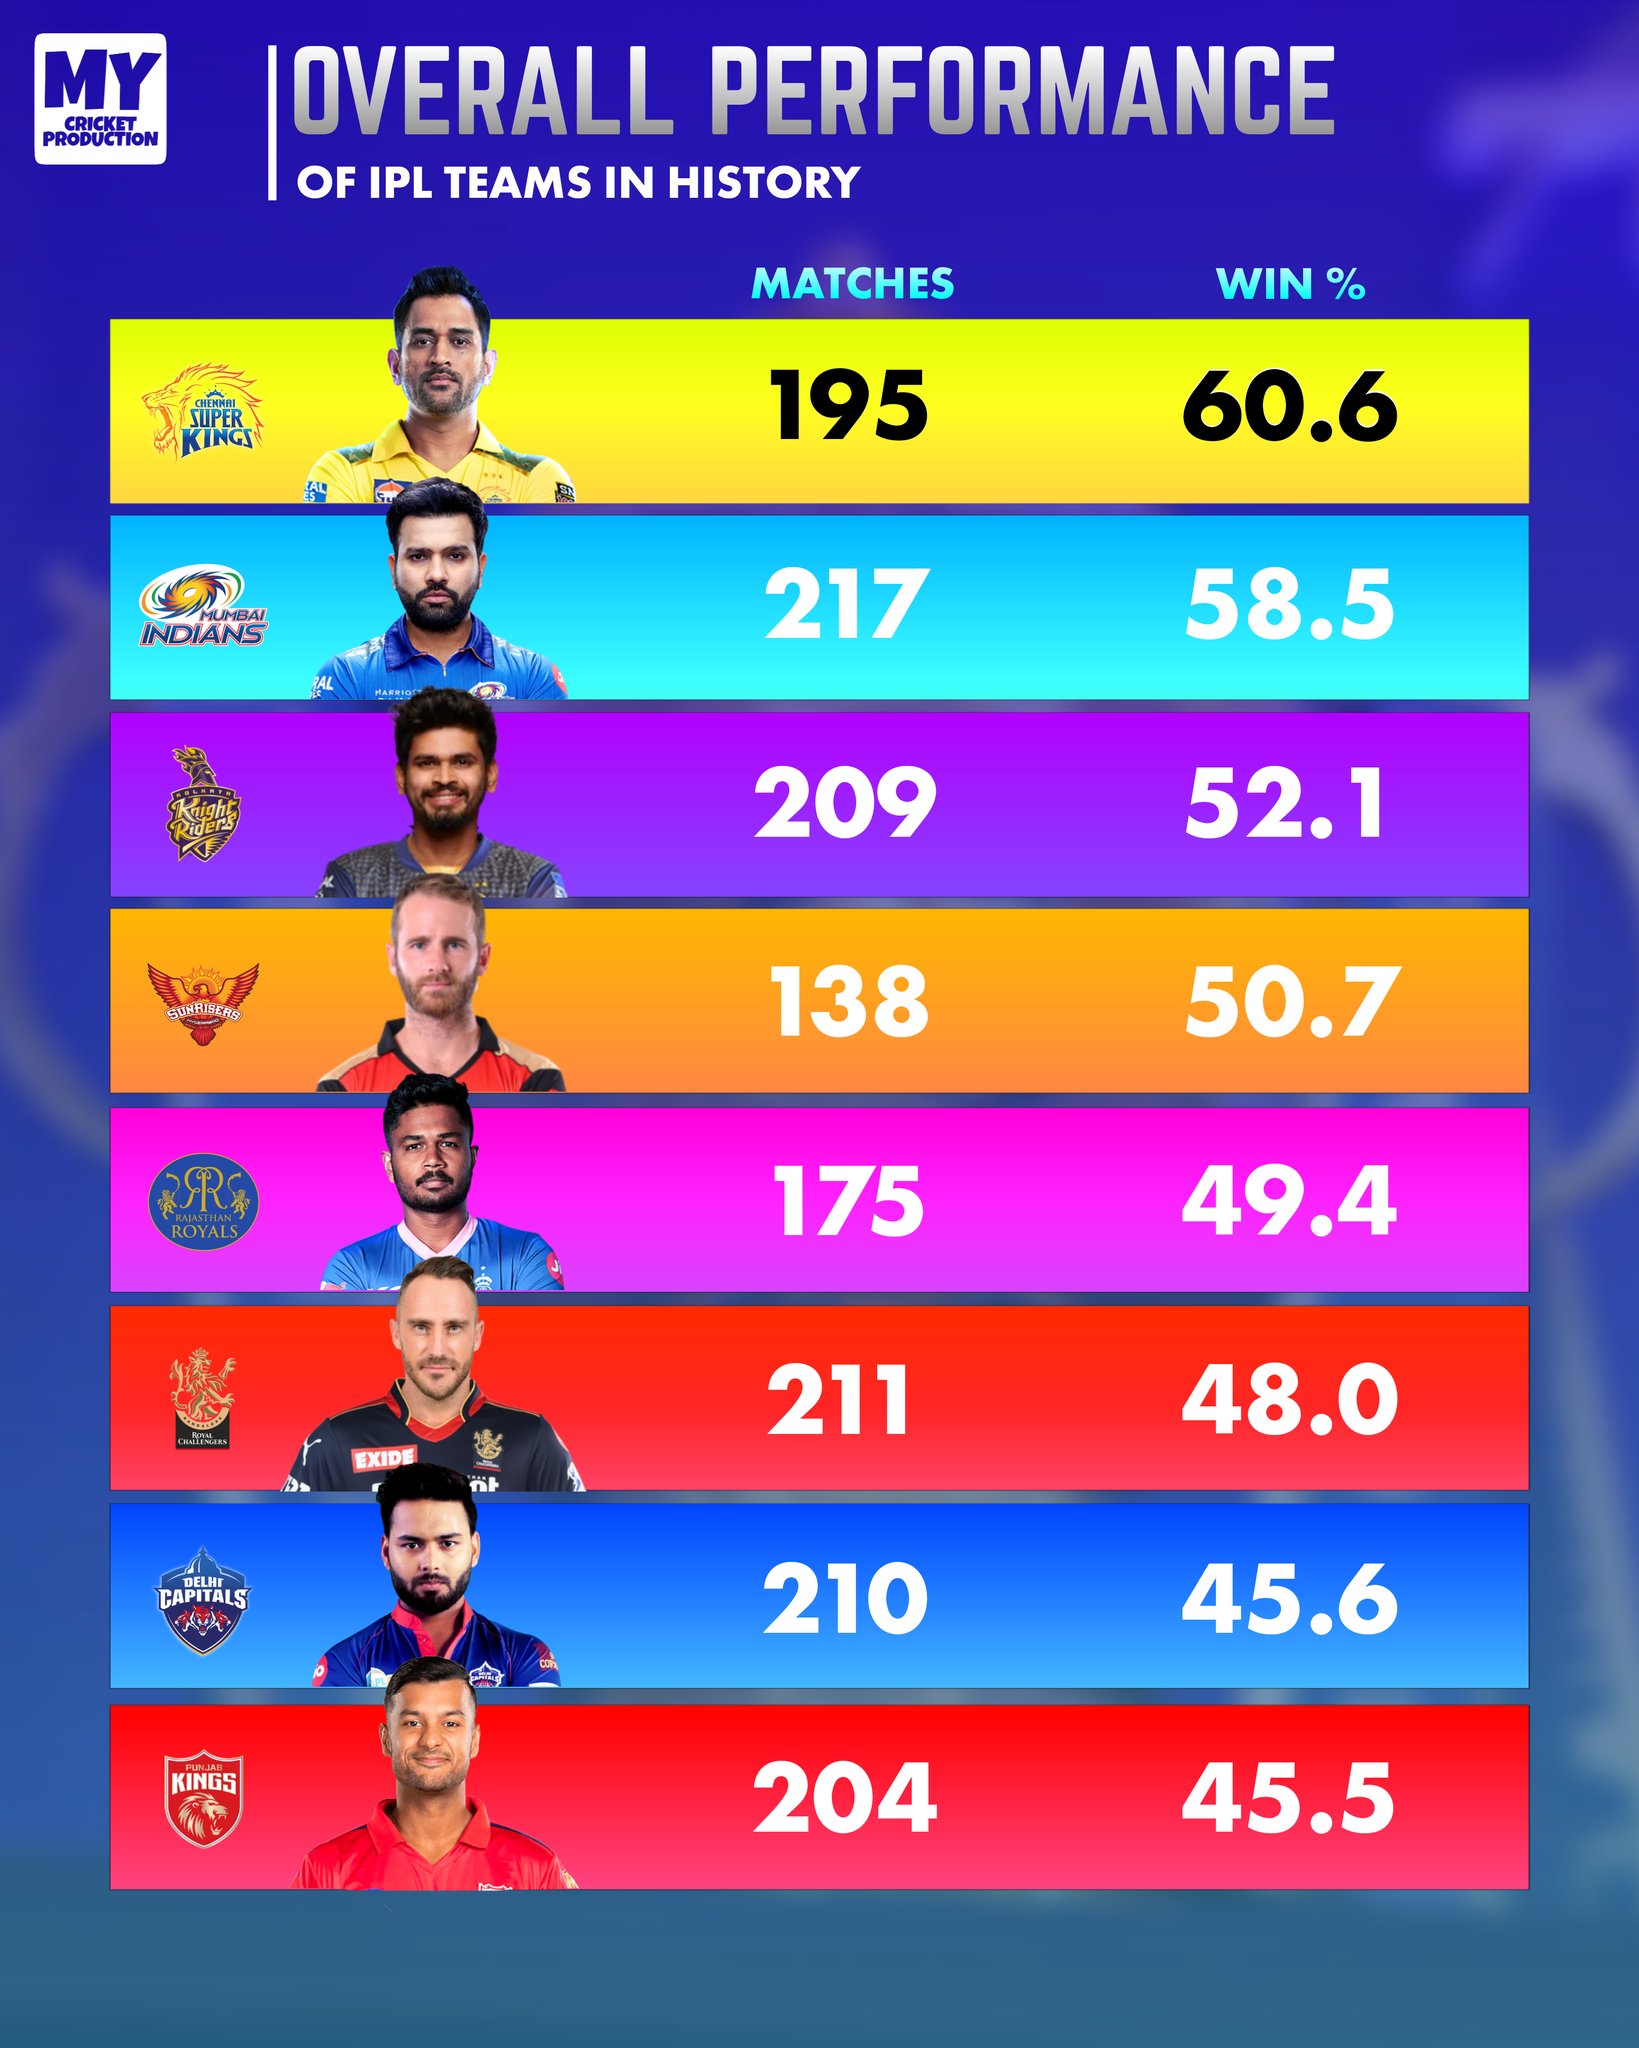 MY
CRICKET
PRODUCTION
OVERALL PERFORMANCE
OF IPL TEAMS IN HISTORY
MATCHES WIN %
CHENNAI
SUPER
KINGS
195 60.6
MUMBAI
INDIANS
217 58.5
KOLKATA
Knight
Riders
209 52.1
SUNRISERS
HYDERABAD
138 50.7
RAJASTHAN
ROYALS
175 49.4
BANGALORE
ROYAL
CHALLENGERS
EXIDE
211 48.0
DELHI
CAPITALS
210 45.6
PUNJAB
KINGS
204 45.5